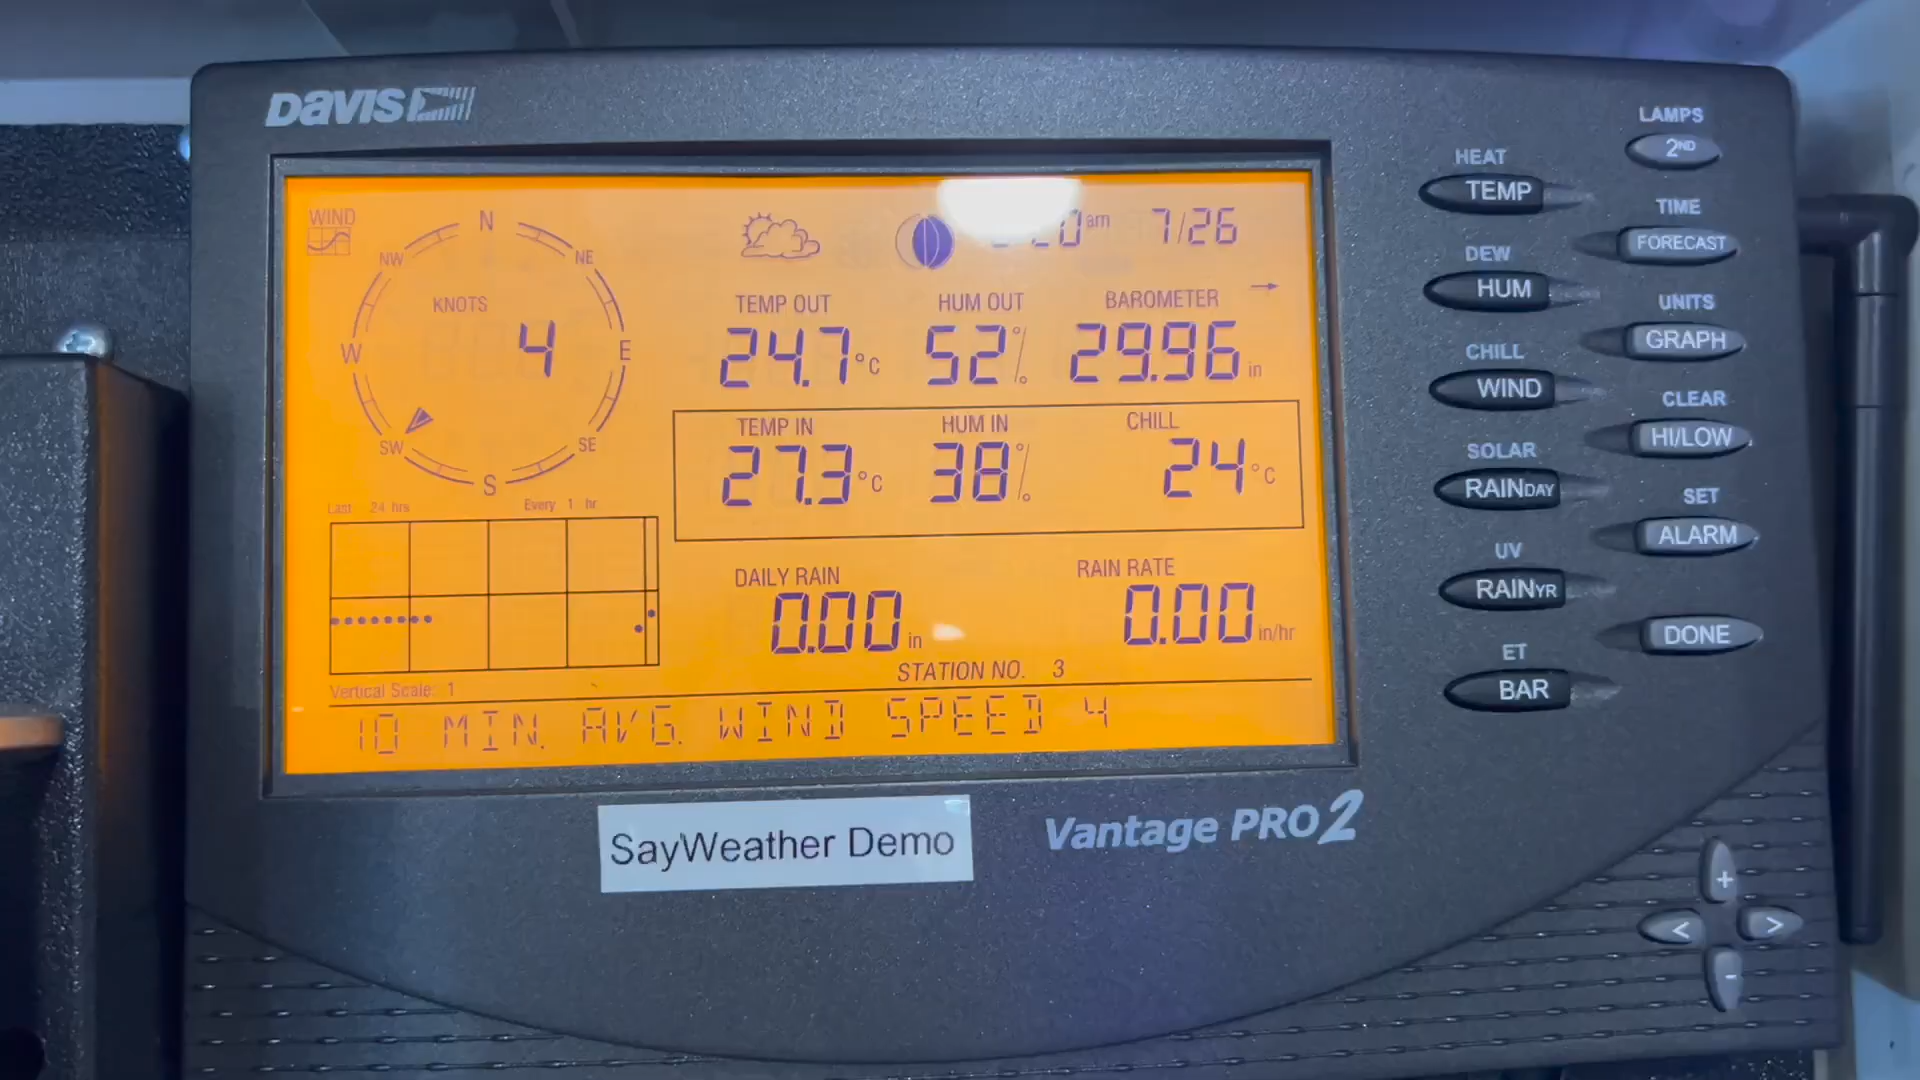 DAVIS
WIND
N
NW
NE
KNOTS
4
W
E
SW
SE
S
am 7/26
TEMP OUT
24.7°C
HUM OUT
52%
BAROMETER
29.96 in
TEMP IN
27.3°C
HUM IN
38%
CHILL
24°C
Last 24 hrs Every 1 hr
Vertical Scale: 1
DAILY RAIN
0.00 in
RAIN RATE
0.00 in/hr
STATION NO. 3
10 MIN. AVG. WIND SPEED 4
SayWeather Demo
Vantage PRO2
LAMPS
2ND
HEAT
TEMP
TIME
FORECAST
DEW
HUM
UNITS
GRAPH
CHILL
WIND
CLEAR
HI/LOW
SOLAR
RAINDAY
SET
ALARM
UV
RAINYR
DONE
ET
BAR
+
<
>
-